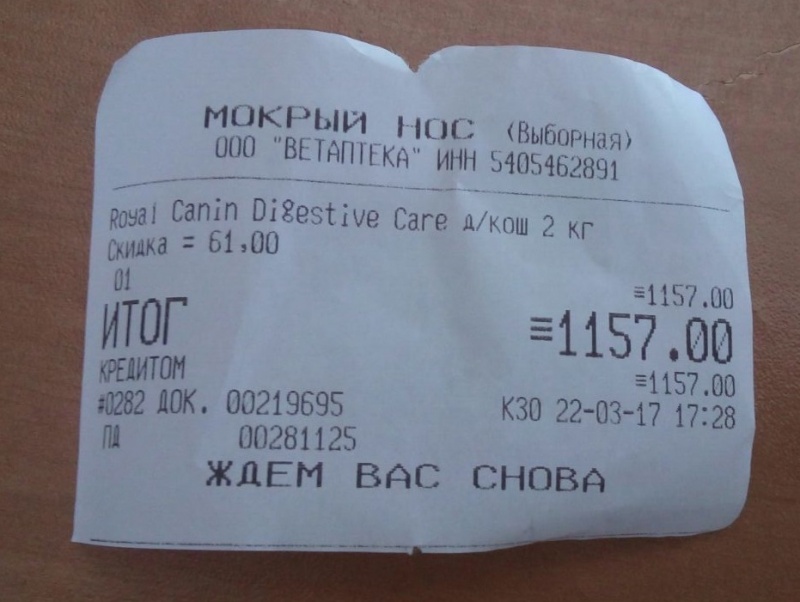 МОКРЫЙ НОС (Выборная)
ООО "ВЕТАПТЕКА" ИНН 5405462891
Royal Canin Digestive Care д/кош 2 кг
Скидка = 61,00
01
≡1157.00
ИТОГ ≡1157.00
КРЕДИТОМ ≡1157.00
#0282 ДОК. 00219695 К30 22-03-17 17:28
ПД 00281125
ЖДЕМ ВАС СНОВА